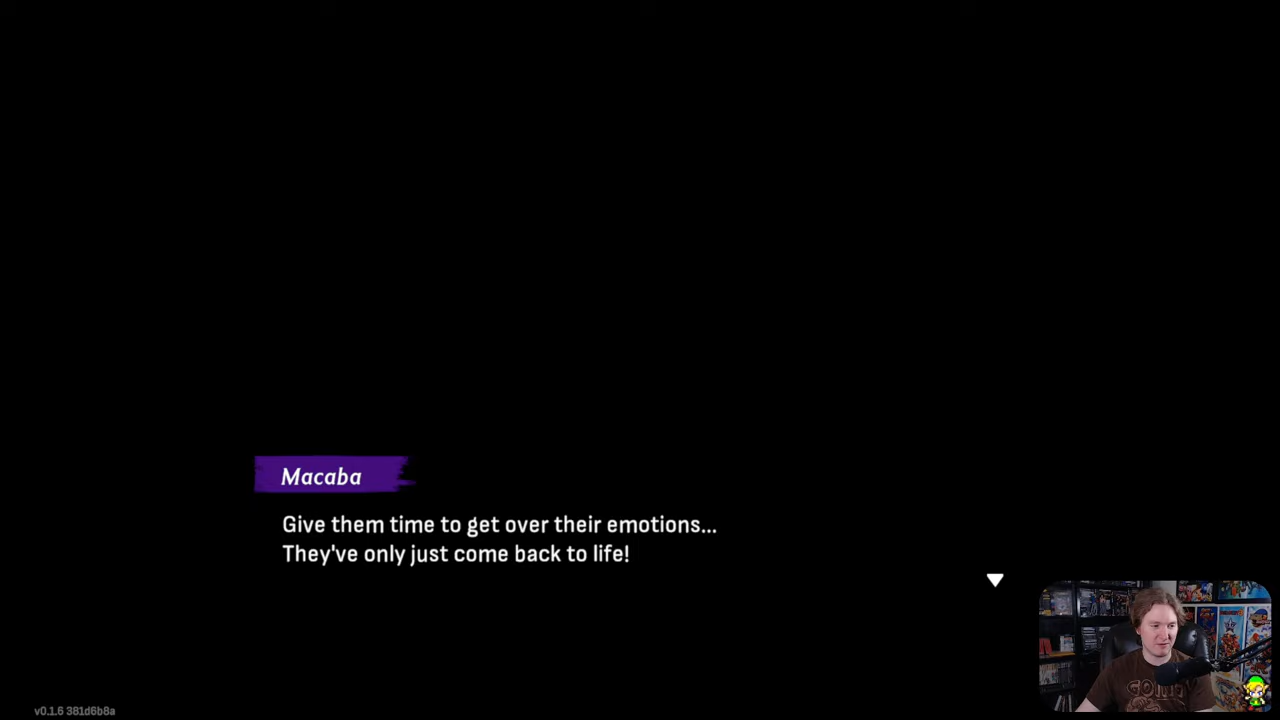 Macaba
Give them time to get over their emotions...
They've only just come back to life!
v0.1.6 381d6b8a